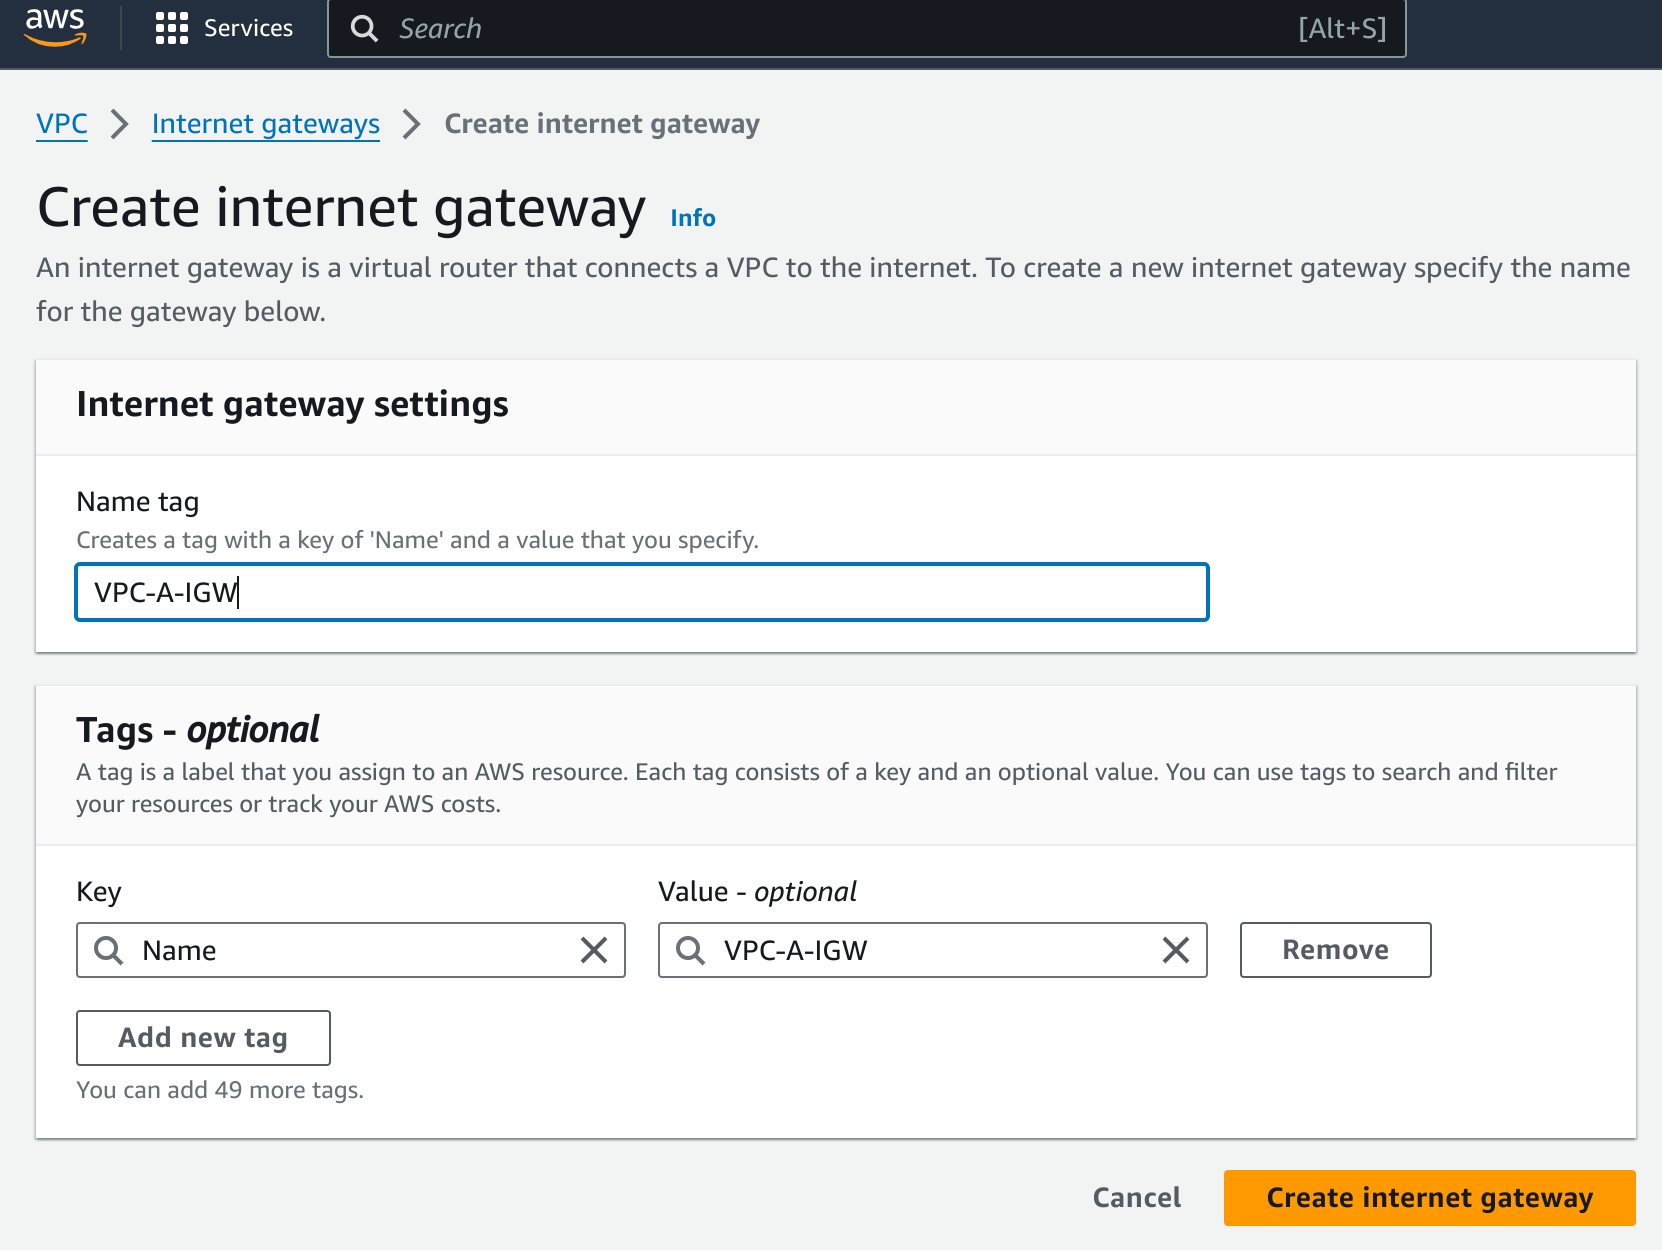 aws Services Search [Alt+S]
VPC Internet gateways Create internet gateway
Create internet gateway Info
An internet gateway is a virtual router that connects a VPC to the internet. To create a new internet gateway specify the name
for the gateway below.
Internet gateway settings
Name tag
Creates a tag with a key of 'Name' and a value that you specify.
VPC-A-IGW
Tags - optional
A tag is a label that you assign to an AWS resource. Each tag consists of a key and an optional value. You can use tags to search and filter
your resources or track your AWS costs.
Key Value - optional
Name VPC-A-IGW Remove
Add new tag
You can add 49 more tags.
Cancel Create internet gateway